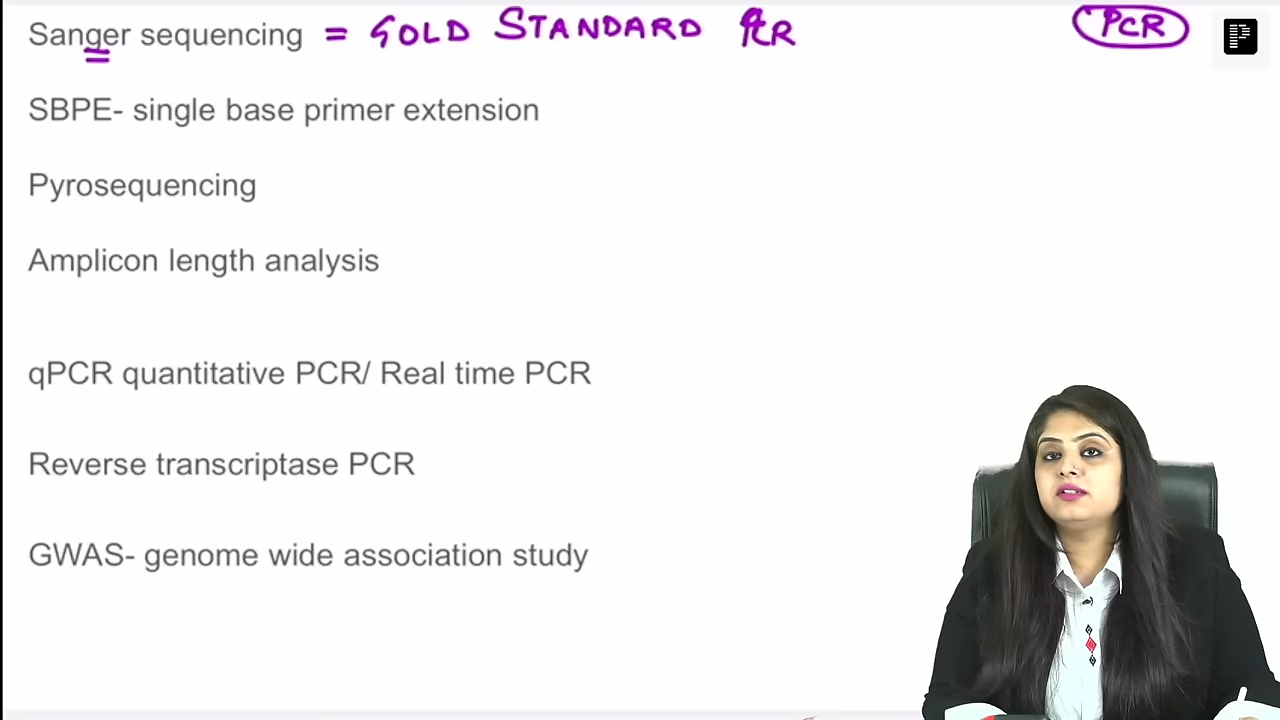 Sanger sequencing = GOLD STANDARD PCR PCR
SBPE- single base primer extension
Pyrosequencing
Amplicon length analysis
qPCR quantitative PCR/ Real time PCR
Reverse transcriptase PCR
GWAS- genome wide association study